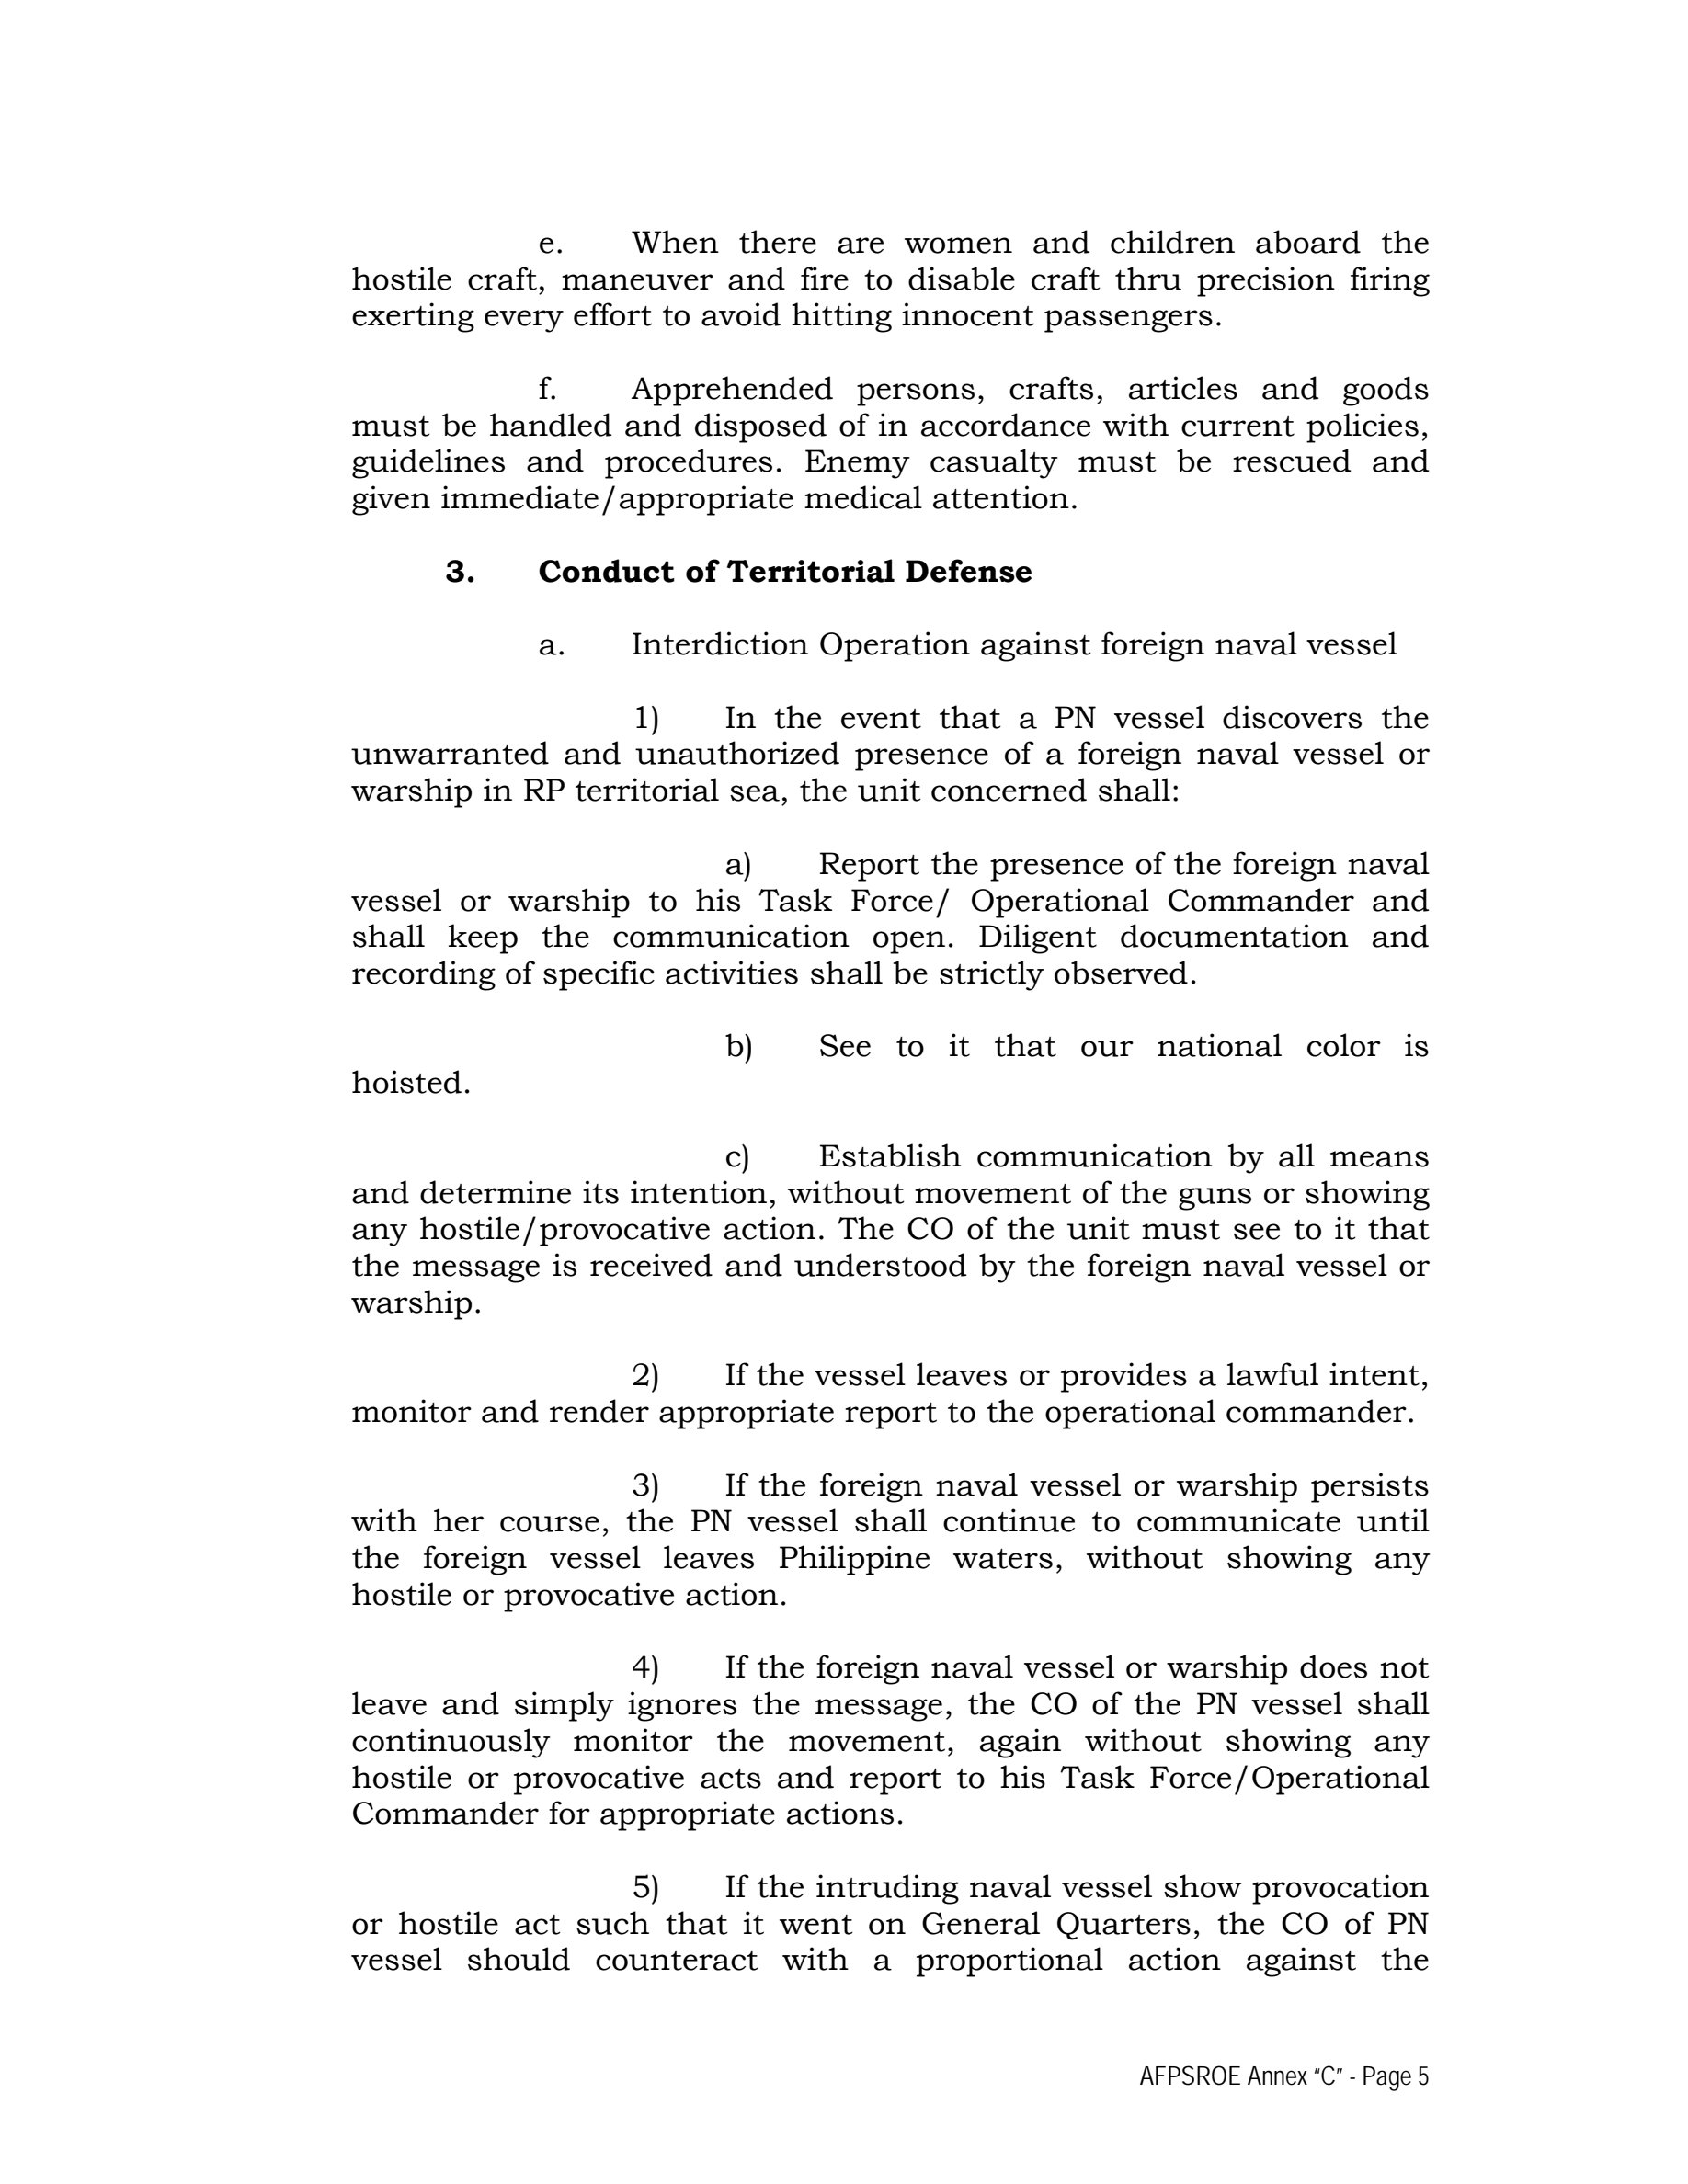 e. When there are women and children aboard the
hostile craft, maneuver and fire to disable craft thru precision firing
exerting every effort to avoid hitting innocent passengers.
f. Apprehended persons, crafts, articles and goods
must be handled and disposed of in accordance with current policies,
guidelines and procedures. Enemy casualty must be rescued and
given immediate/appropriate medical attention.
3. Conduct of Territorial Defense
a. Interdiction Operation against foreign naval vessel
1) In the event that a PN vessel discovers the
unwarranted and unauthorized presence of a foreign naval vessel or
warship in RP territorial sea, the unit concerned shall:
a) Report the presence of the foreign naval
vessel or warship to his Task Force/ Operational Commander and
shall keep the communication open. Diligent documentation and
recording of specific activities shall be strictly observed.
b) See to it that our national color is
hoisted.
c) Establish communication by all means
and determine its intention, without movement of the guns or showing
any hostile/provocative action. The CO of the unit must see to it that
the message is received and understood by the foreign naval vessel or
warship.
2) If the vessel leaves or provides a lawful intent,
monitor and render appropriate report to the operational commander.
3) If the foreign naval vessel or warship persists
with her course, the PN vessel shall continue to communicate until
the foreign vessel leaves Philippine waters, without showing any
hostile or provocative action.
4) If the foreign naval vessel or warship does not
leave and simply ignores the message, the CO of the PN vessel shall
continuously monitor the movement, again without showing any
hostile or provocative acts and report to his Task Force/Operational
Commander for appropriate actions.
5) If the intruding naval vessel show provocation
or hostile act such that it went on General Quarters, the CO of PN
vessel should counteract with a proportional action against the
AFPSROE Annex “C” - Page 5